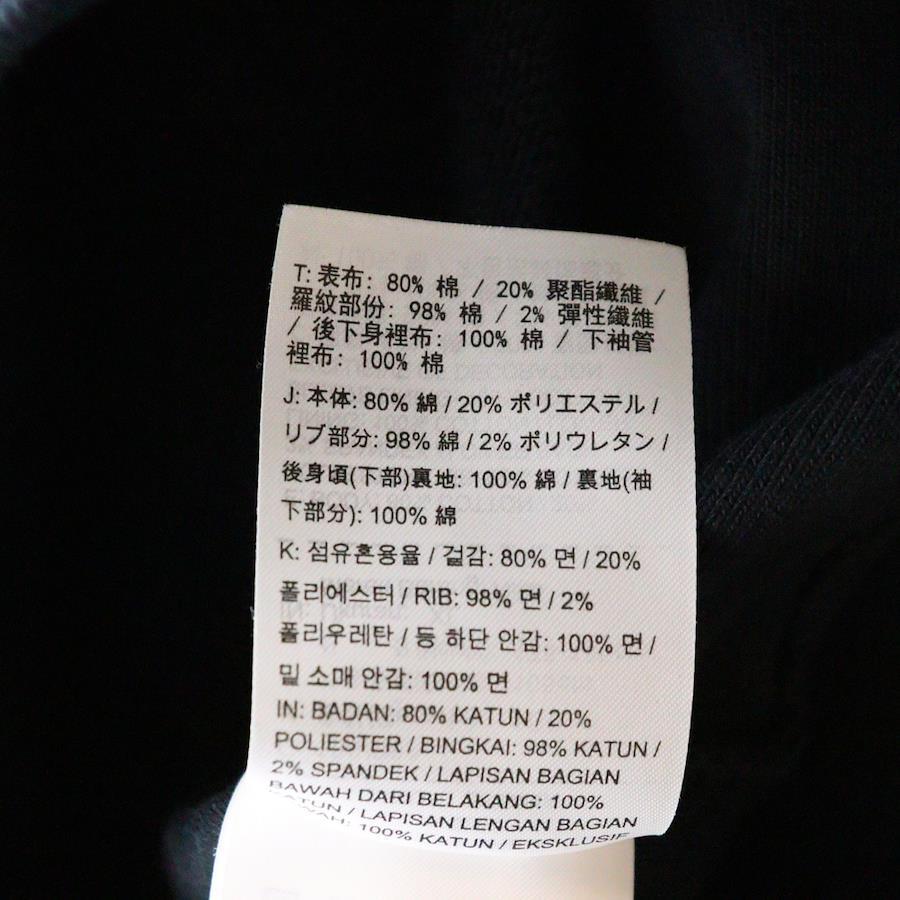 T: 表布: 80% 棉 / 20% 聚酯纖維 /
羅紋部份: 98% 棉 / 2% 彈性纖維
/ 後下身裡布: 100% 棉 / 下袖管
裡布: 100% 棉
J: 本体: 80% 綿 / 20% ポリエステル /
リブ部分: 98% 綿 / 2% ポリウレタン /
後身頃(下部)裏地: 100% 綿 / 裏地(袖
下部分): 100% 綿
K: 섬유혼용율 / 겉감: 80% 면 / 20%
폴리에스터 / RIB: 98% 면 / 2%
폴리우레탄 / 등 하단 안감: 100% 면 /
밑 소매 안감: 100% 면
IN: BADAN: 80% KATUN / 20%
POLIESTER / BINGKAI: 98% KATUN /
2% SPANDEK / LAPISAN BAGIAN
BAWAH DARI BELAKANG: 100%
KATUN / LAPISAN LENGAN BAGIAN
BAWAH: 100% KATUN / EKSKLUSIF